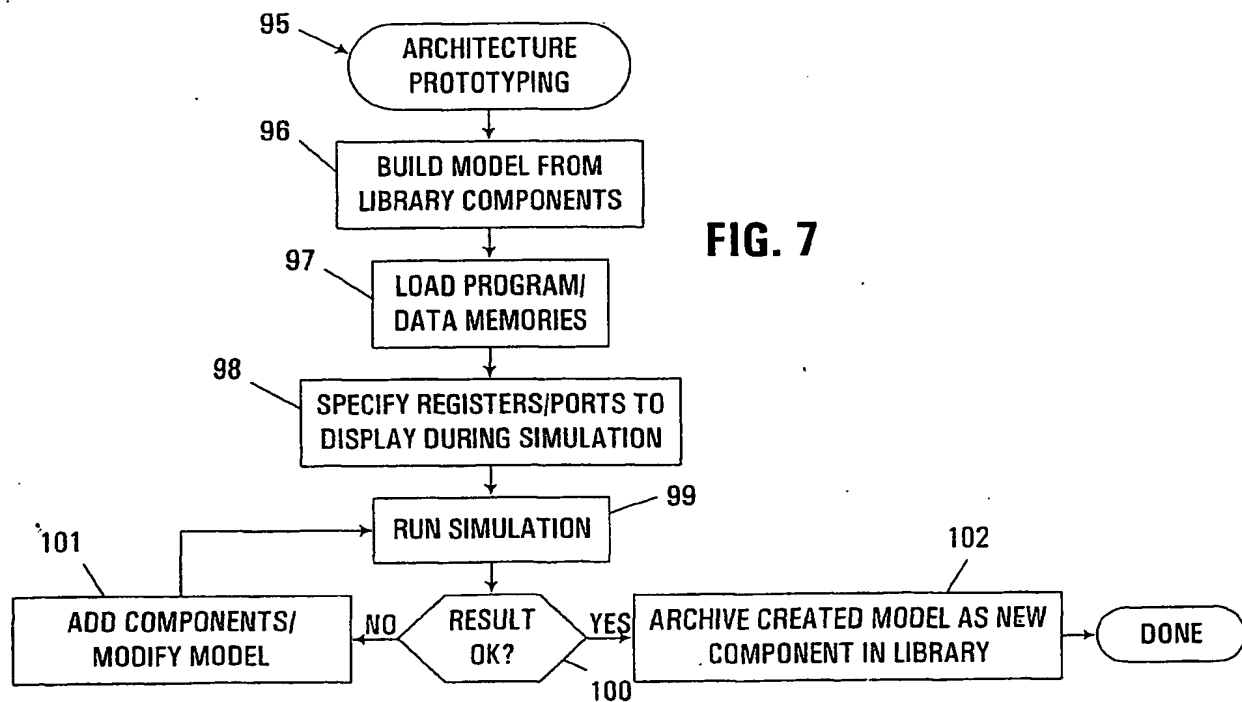 95
ARCHITECTURE
PROTOTYPING
96
BUILD MODEL FROM
LIBRARY COMPONENTS
FIG. 7
97
LOAD PROGRAM/
DATA MEMORIES
98
SPECIFY REGISTERS/PORTS TO
DISPLAY DURING SIMULATION
99
RUN SIMULATION
101
ADD COMPONENTS/
MODIFY MODEL
NO
RESULT
OK?
100
YES
102
ARCHIVE CREATED MODEL AS NEW
COMPONENT IN LIBRARY
DONE